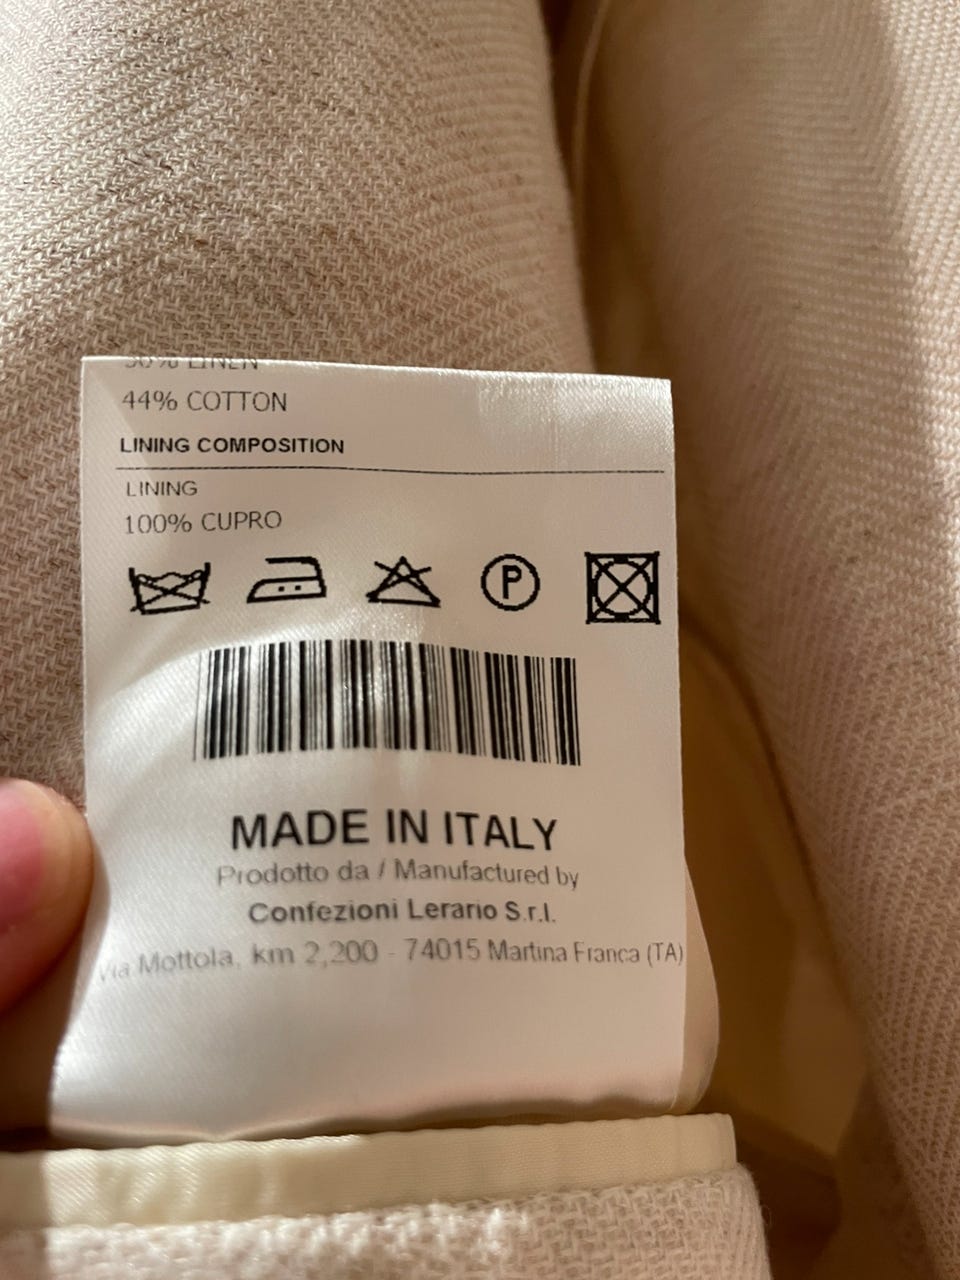 LINEN
44% COTTON
LINING COMPOSITION
LINING
100% CUPRO
P
MADE IN ITALY
Prodotto da / Manufactured by
Confezioni Lerario S.r.l.
Via Mottola, km 2,200 - 74015 Martina Franca (TA)